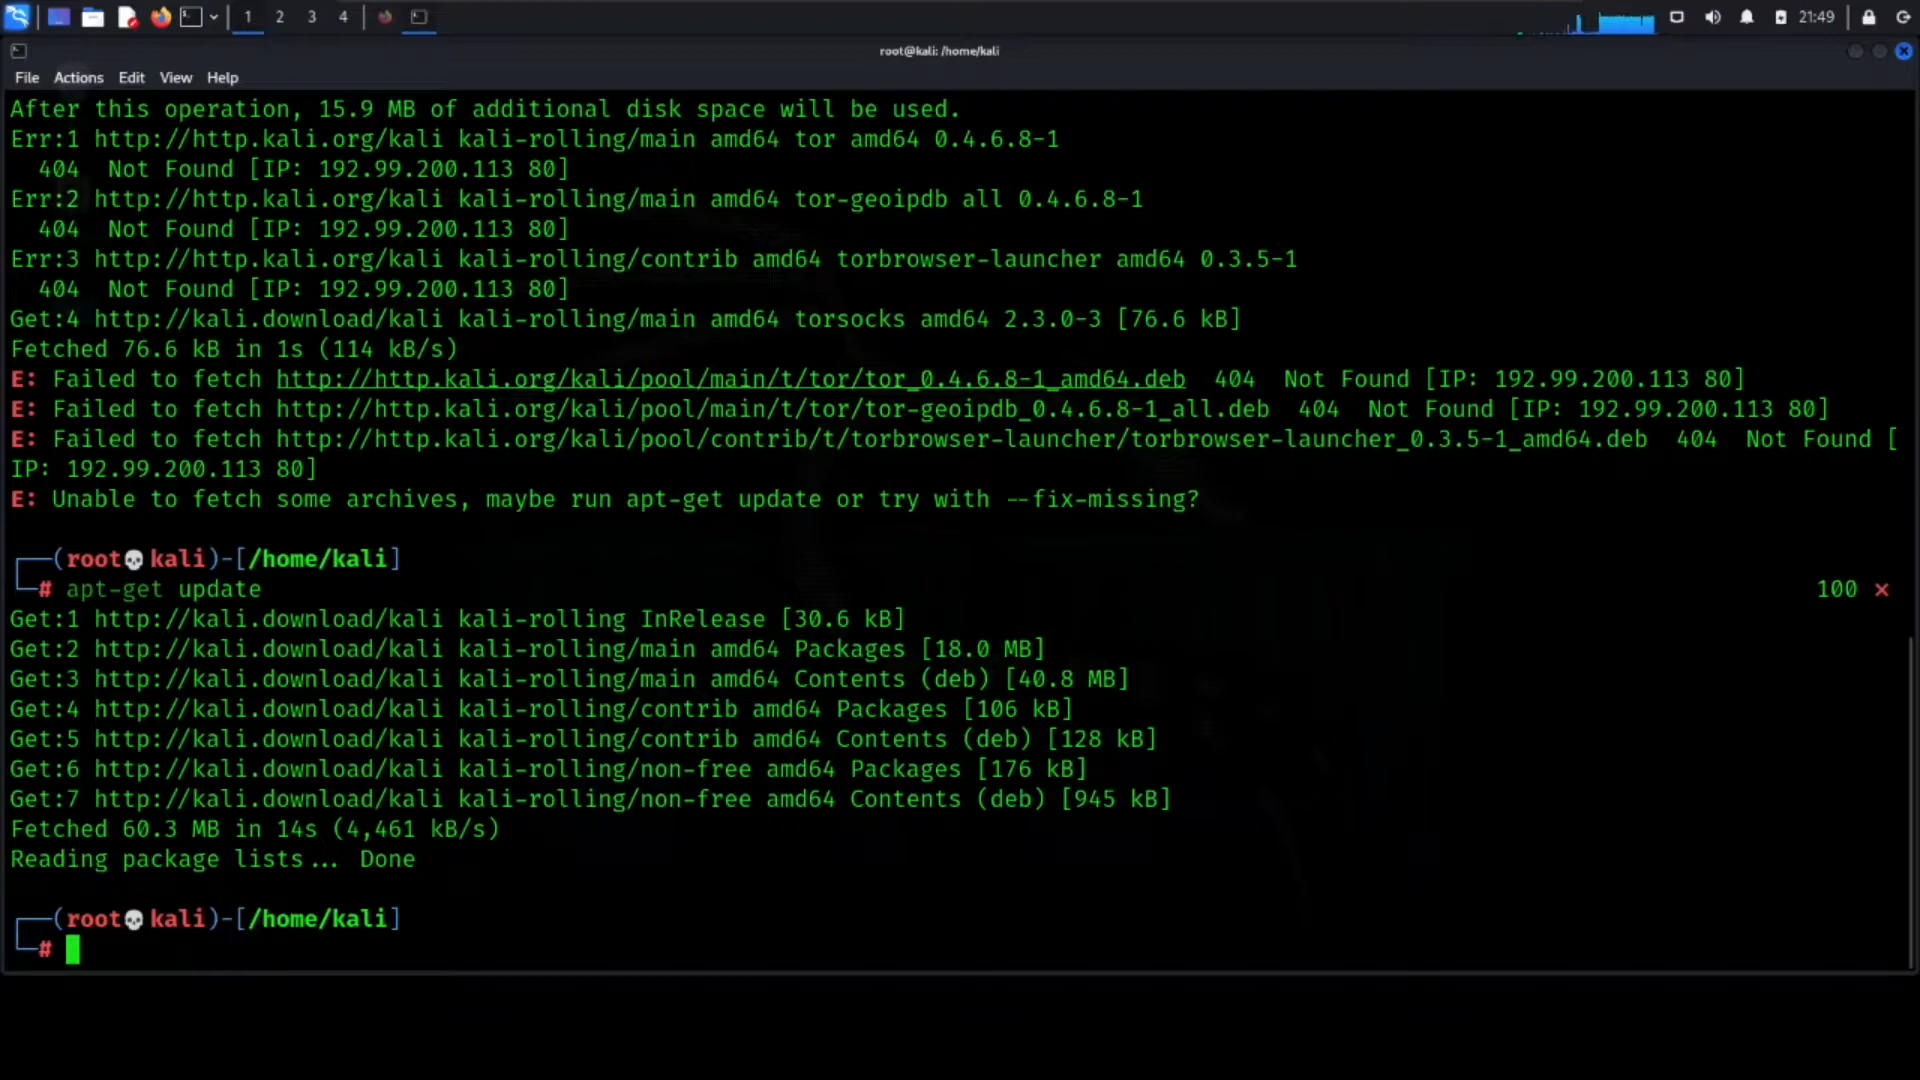 1 2 3 4 21:49
root@kali: /home/kali
File Actions Edit View Help
After this operation, 15.9 MB of additional disk space will be used.
Err:1 http://http.kali.org/kali kali-rolling/main amd64 tor amd64 0.4.6.8-1
404 Not Found [IP: 192.99.200.113 80]
Err:2 http://http.kali.org/kali kali-rolling/main amd64 tor-geoipdb all 0.4.6.8-1
404 Not Found [IP: 192.99.200.113 80]
Err:3 http://http.kali.org/kali kali-rolling/contrib amd64 torbrowser-launcher amd64 0.3.5-1
404 Not Found [IP: 192.99.200.113 80]
Get:4 http://kali.download/kali kali-rolling/main amd64 torsocks amd64 2.3.0-3 [76.6 kB]
Fetched 76.6 kB in 1s (114 kB/s)
E: Failed to fetch http://http.kali.org/kali/pool/main/t/tor/tor_0.4.6.8-1_amd64.deb 404 Not Found [IP: 192.99.200.113 80]
E: Failed to fetch http://http.kali.org/kali/pool/main/t/tor/tor-geoipdb_0.4.6.8-1_all.deb 404 Not Found [IP: 192.99.200.113 80]
E: Failed to fetch http://http.kali.org/kali/pool/contrib/t/torbrowser-launcher/torbrowser-launcher_0.3.5-1_amd64.deb 404 Not Found [
IP: 192.99.200.113 80]
E: Unable to fetch some archives, maybe run apt-get update or try with --fix-missing?
┌──(root💀kali)-[/home/kali]
└─# apt-get update 100 ⨯
Get:1 http://kali.download/kali kali-rolling InRelease [30.6 kB]
Get:2 http://kali.download/kali kali-rolling/main amd64 Packages [18.0 MB]
Get:3 http://kali.download/kali kali-rolling/main amd64 Contents (deb) [40.8 MB]
Get:4 http://kali.download/kali kali-rolling/contrib amd64 Packages [106 kB]
Get:5 http://kali.download/kali kali-rolling/contrib amd64 Contents (deb) [128 kB]
Get:6 http://kali.download/kali kali-rolling/non-free amd64 Packages [176 kB]
Get:7 http://kali.download/kali kali-rolling/non-free amd64 Contents (deb) [945 kB]
Fetched 60.3 MB in 14s (4,461 kB/s)
Reading package lists... Done
┌──(root💀kali)-[/home/kali]
└─#